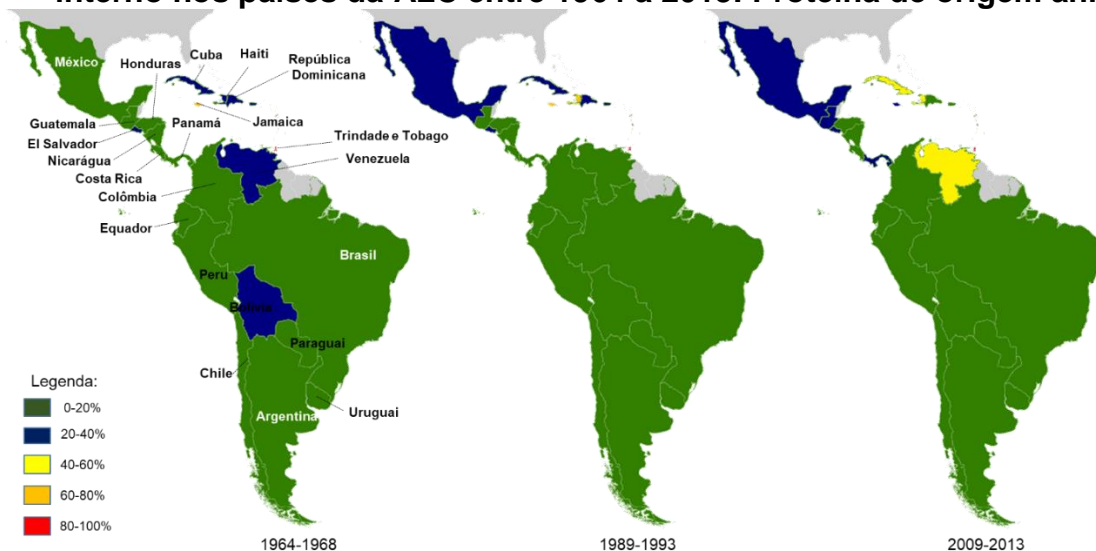 Interno nos países da ALC entre 1964 a 2013: Proteína de origem ani
México
Honduras
Cuba
Haiti
República
Dominicana
Guatemala
Panamá
Jamaica
El Salvador
Trindade e Tobago
Nicarágua
Venezuela
Costa Rica
Colômbia
Equador
Brasil
Peru
Bolívia
Paraguai
Chile
Legenda:
Uruguai
Argentina
0-20%
20-40%
40-60%
60-80%
80-100%
1964-1968
1989-1993
2009-2013